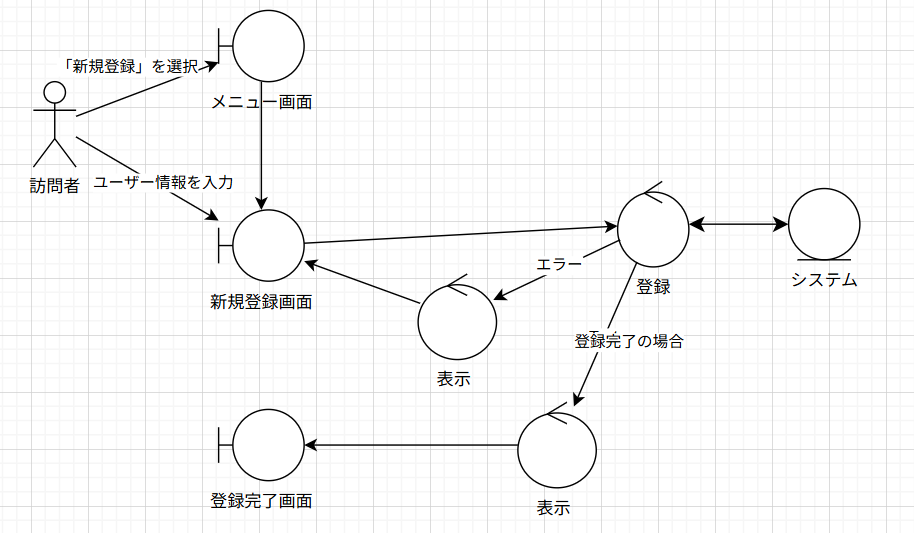 「新規登録」を選択
メニュー画面
訪問者
ユーザー情報を入力
新規登録画面
エラー
登録
システム
登録完了の場合
表示
登録完了画面
表示